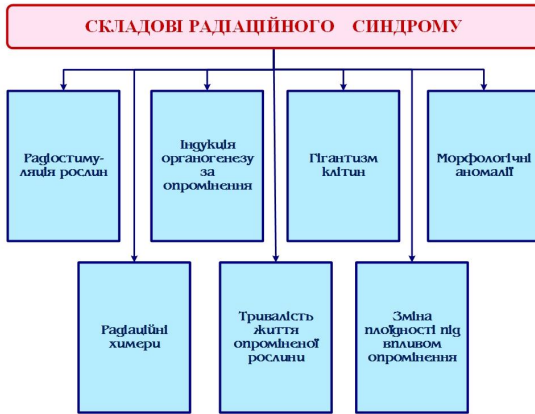 СКЛАДОВІ РАДІАЦІЙНОГО СИНДРОМУ
Радіостиму-
ляція рослин
Індукція
органогенезу
за
опромінення
Гігантизм
клітин
Морфологічні
аномалії
Радіаційні
химери
Тривалість
життя
опроміненої
рослини
Зміна
плоїдності під
впливом
опромінення